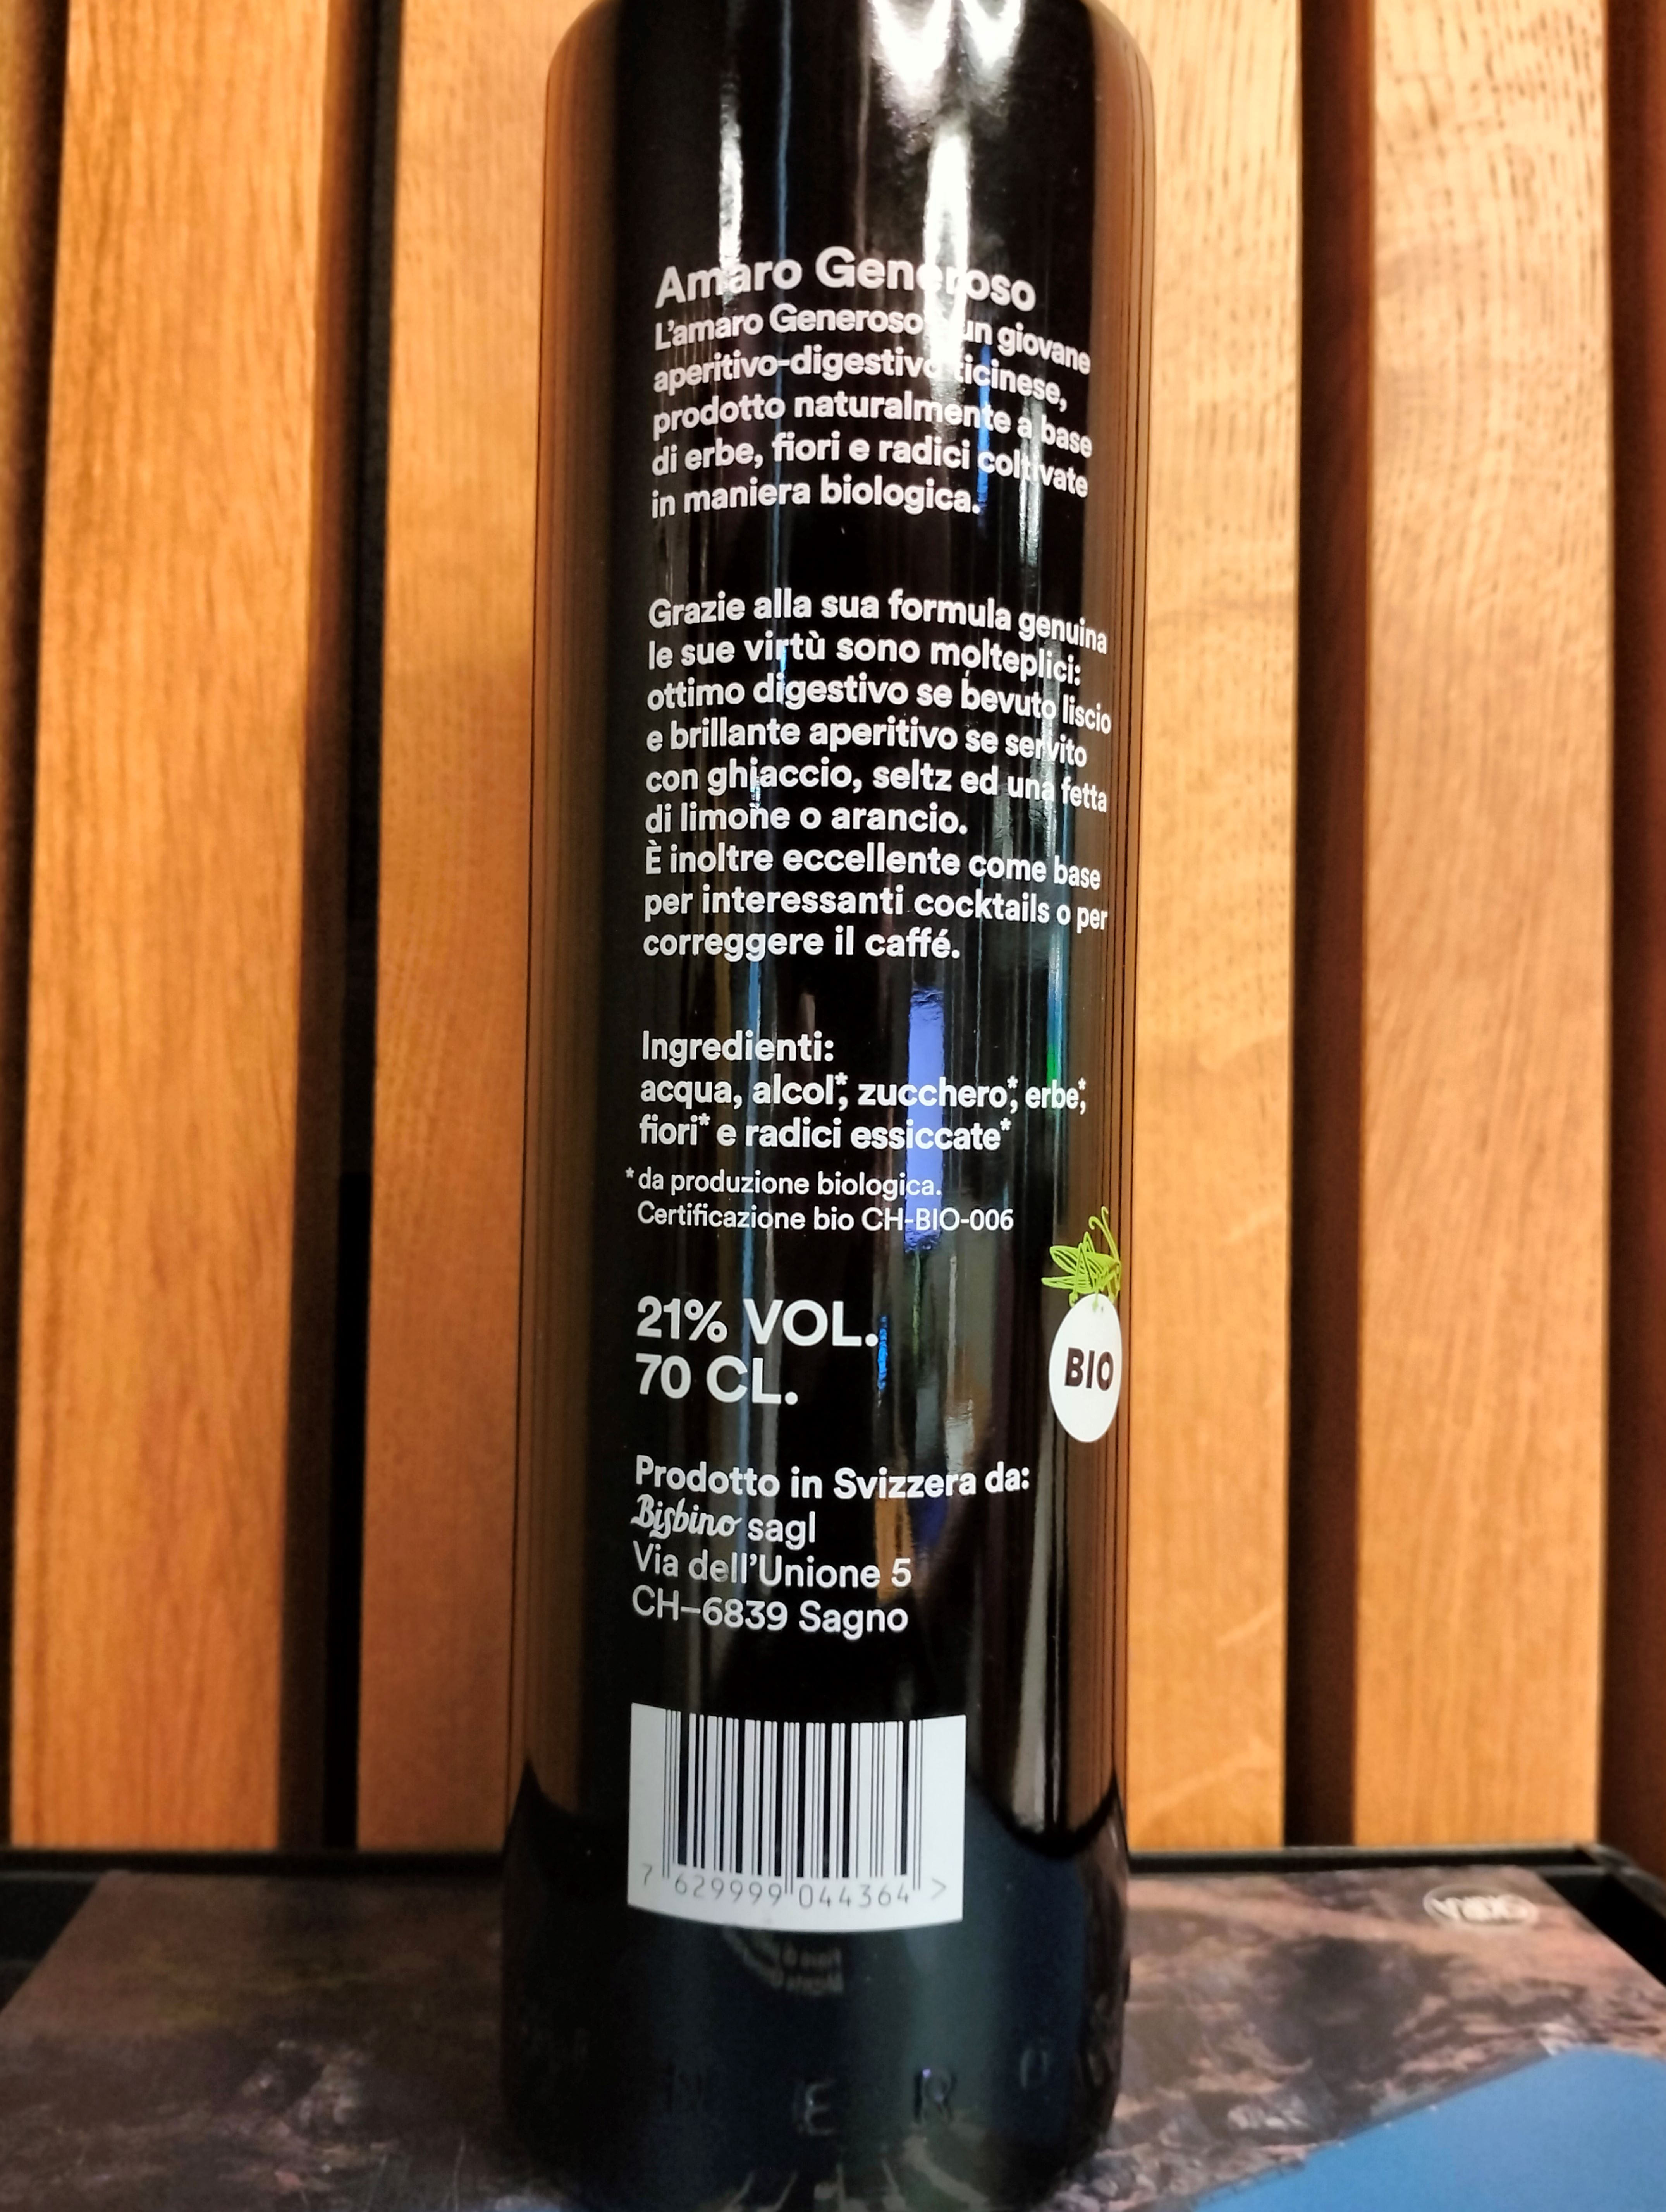 Amaro Generoso
L'amaro Generoso un giovane
aperitivo-digestivo ticinese,
prodotto naturalmente a base
di erbe, fiori e radici coltivate
in maniera biologica.
Grazie alla sua formula genuina
le sue virtù sono molteplici:
ottimo digestivo se bevuto liscio
e brillante aperitivo se servito
con ghiaccio, seltz ed una fetta
di limone o arancio.
È inoltre eccellente come base
per interessanti cocktails o per
correggere il caffé.
Ingredienti:
acqua, alcol*, zucchero*, erbe*,
fiori* e radici essiccate*
*da produzione biologica.
Certificazione bio CH-BIO-006
21% VOL.
70 CL.
BIO
Prodotto in Svizzera da:
Bisbino sagl
Via dell'Unione 5
CH–6839 Sagno
7 629999 044364 >